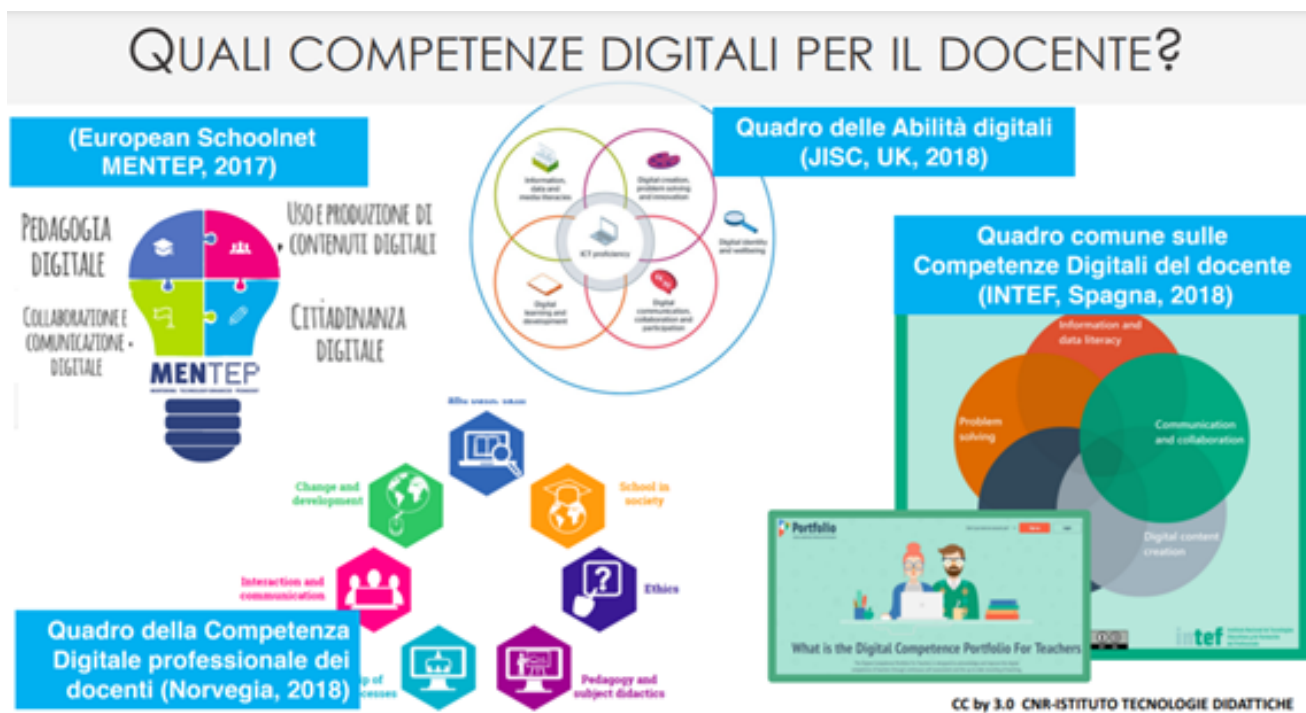 QUALI COMPETENZE DIGITALI PER IL DOCENTE?
(European Schoolnet
MENTEP, 2017)
PEDAGOGIA
DIGITALE
USO E PRODUZIONE DI
CONTENUTI DIGITALI
COLLABORAZIONE E
COMUNICAZIONE
DIGITALE
CITTADINANZA
DIGITALE
MENTEP
Information,
data and
media literacies
Digital creation,
problem solving
and innovation
ICT proficiency
Digital identity
and wellbeing
Digital
learning and
development
Digital
communication,
collaboration and
participation
Quadro delle Abilità digitali
(JISC, UK, 2018)
Quadro comune sulle
Competenze Digitali del docente
(INTEF, Spagna, 2018)
Information and
data literacy
Problem
solving
Communication
and collaboration
Digital content
creation
Change and
development
School in
society
Interaction and
communication
Ethics
Pedagogy and
subject didactics
Quadro della Competenza
Digitale professionale dei
docenti (Norvegia, 2018)
Portfolio
What is the Digital Competence Portfolio For Teachers
intef
CC by 3.0 CNR-ISTITUTO TECNOLOGIE DIDATTICHE